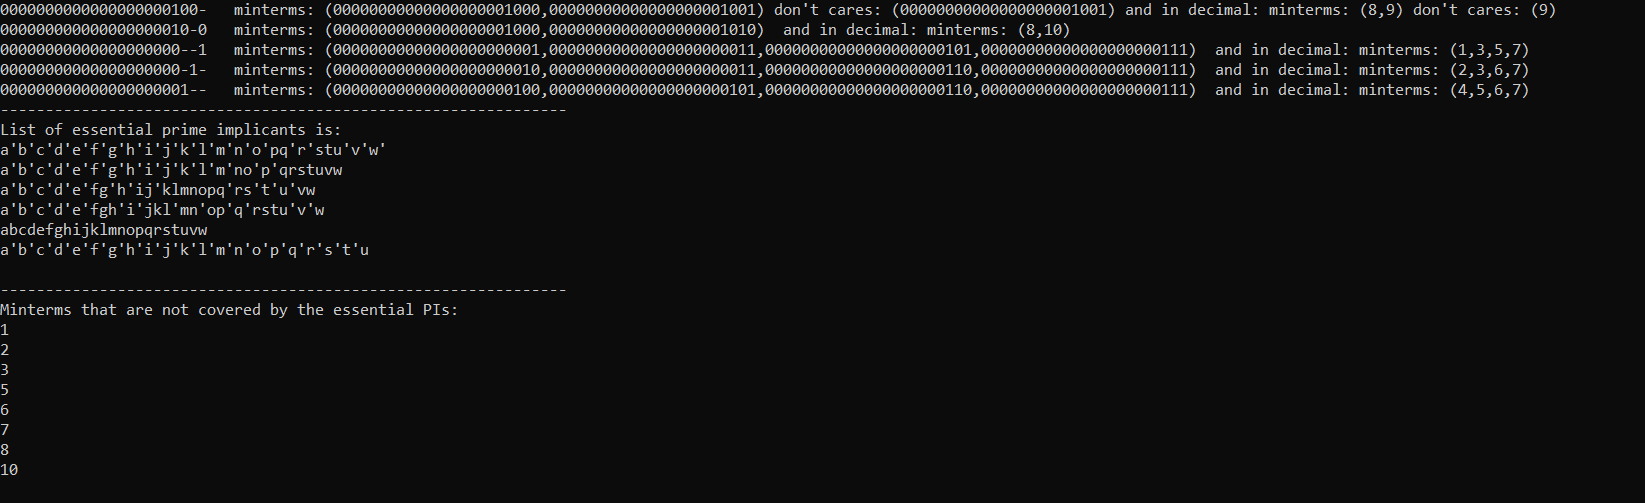 0000000000000000000100-   minterms: (00000000000000000001000,00000000000000000001001) don't cares: (00000000000000000001001) and in decimal: minterms: (8,9) don't cares: (9)
000000000000000000010-0   minterms: (00000000000000000001000,00000000000000000001010)  and in decimal: minterms: (8,10)
00000000000000000000--1   minterms: (00000000000000000000001,00000000000000000000011,00000000000000000000101,00000000000000000000111)  and in decimal: minterms: (1,3,5,7)
00000000000000000000-1-   minterms: (00000000000000000000010,00000000000000000000011,00000000000000000000110,00000000000000000000111)  and in decimal: minterms: (2,3,6,7)
000000000000000000001--   minterms: (00000000000000000000100,00000000000000000000101,00000000000000000000110,00000000000000000000111)  and in decimal: minterms: (4,5,6,7)
---------------------------------------------------------------
List of essential prime implicants is:
a'b'c'd'e'f'g'h'i'j'k'l'm'n'o'pq'r'stu'v'w'
a'b'c'd'e'f'g'h'i'j'k'l'm'no'p'qrstuvw
a'b'c'd'e'fg'h'ij'klmnopq'rs't'u'vw
a'b'c'd'e'fgh'i'jkl'mn'op'q'rstu'v'w
abcdefghijklmnopqrstuvw
a'b'c'd'e'f'g'h'i'j'k'l'm'n'o'p'q'r's't'u
---------------------------------------------------------------
Minterms that are not covered by the essential PIs:
1
2
3
5
6
7
8
10